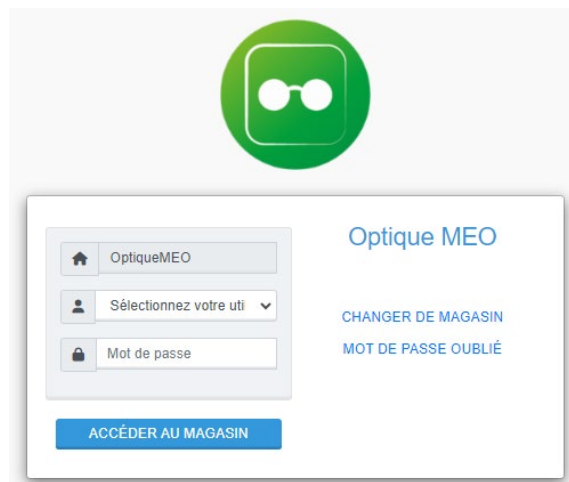 OptiqueMEO
Sélectionnez votre uti
Mot de passe
ACCÉDER AU MAGASIN
Optique MEO
CHANGER DE MAGASIN
MOT DE PASSE OUBLIÉ